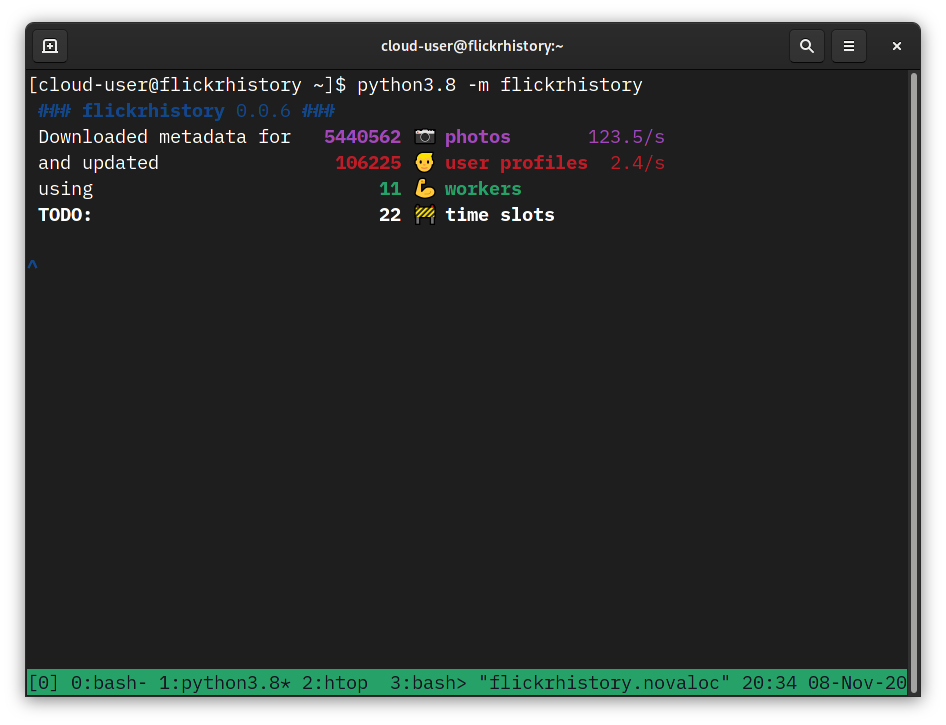 cloud-user@flickrhistory:~
[cloud-user@flickrhistory ~]$ python3.8 -m flickrhistory
### flickrhistory 0.0.6 ###
Downloaded metadata for 5440562 📷 photos 123.5/s
and updated 106225 👱 user profiles 2.4/s
using 11 💪 workers
TODO: 22 🚧 time slots
^
[0] 0:bash- 1:python3.8* 2:htop 3:bash> "flickrhistory.novaloc" 20:34 08-Nov-20